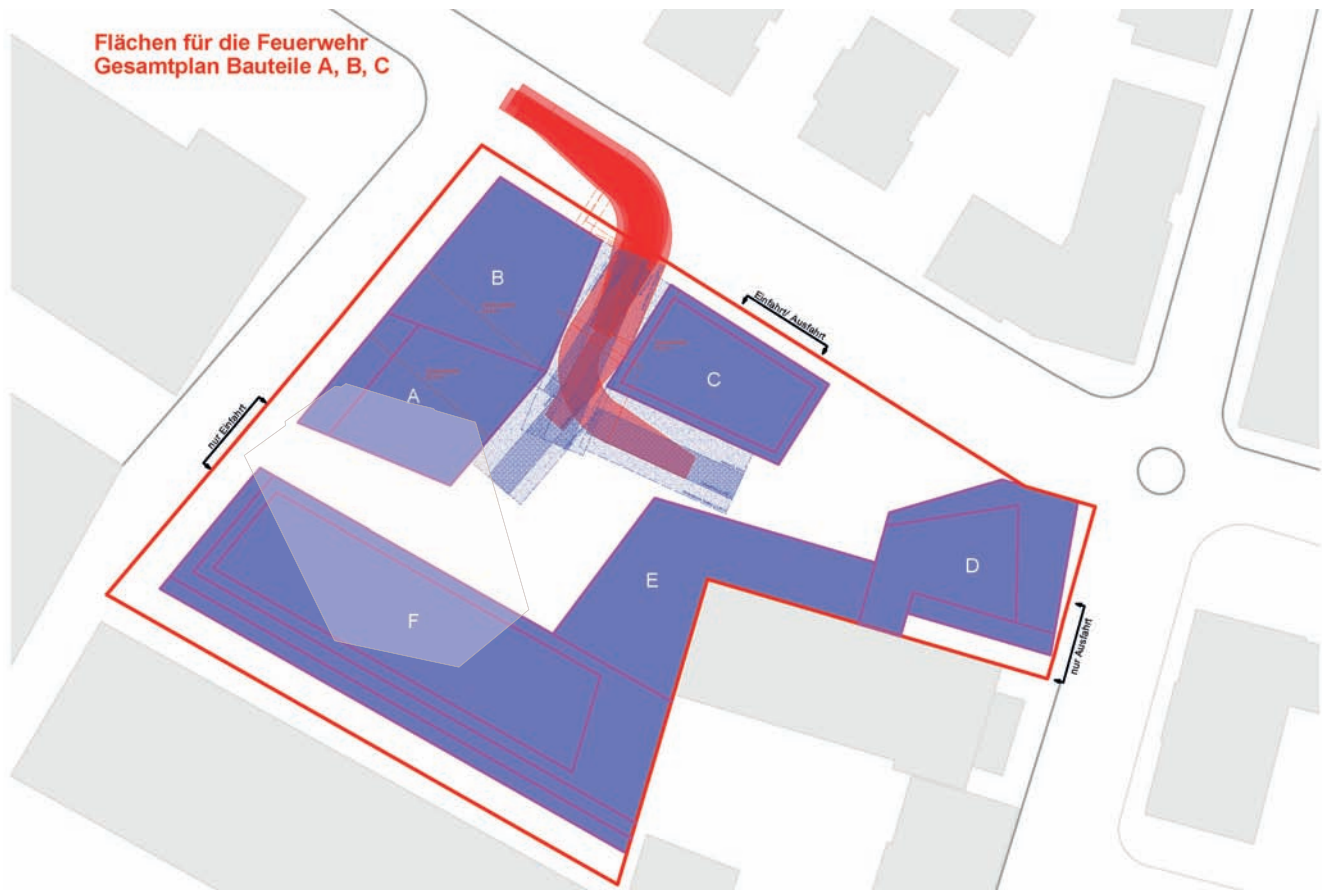 Flächen für die Feuerwehr
Gesamtplan Bauteile A, B, C
B
Einfahrt/ Ausfahrt
C
A
nur Einfahrt
D
E
F
nur Ausfahrt